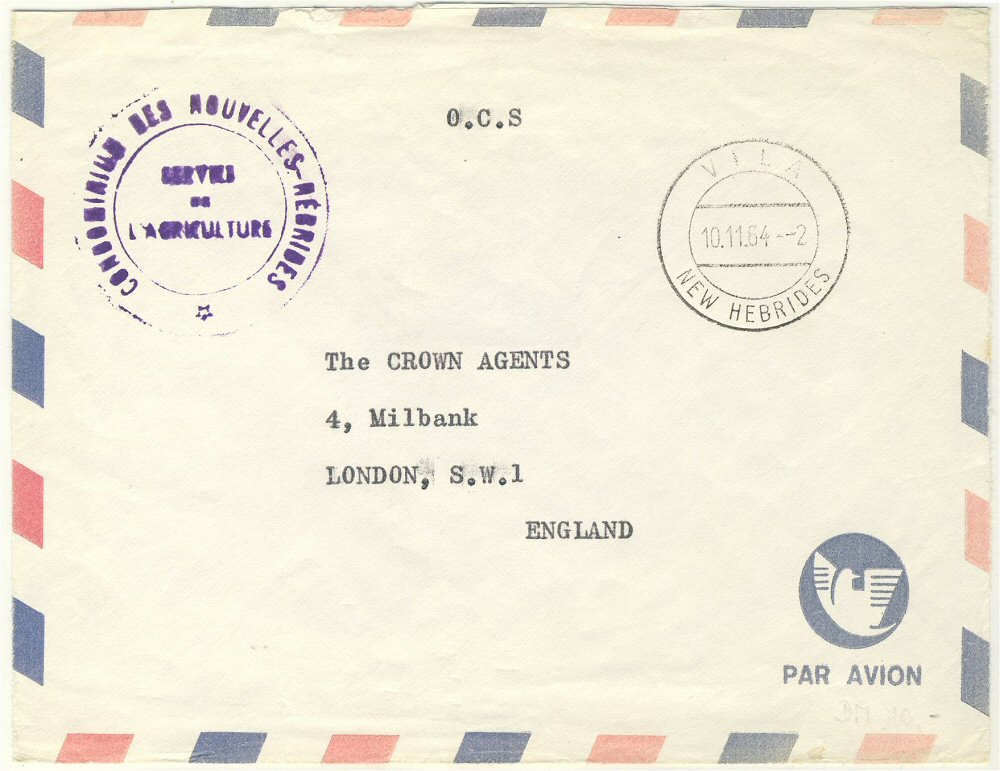 CONDOMINIUM DES NOUVELLES-HÉBRIDES
SERVICE
DE
L'AGRICULTURE
O.C.S
VILA
10.11.64--2
NEW HEBRIDES
The CROWN AGENTS
4, Milbank
LONDON, S.W.1
ENGLAND
PAR AVION